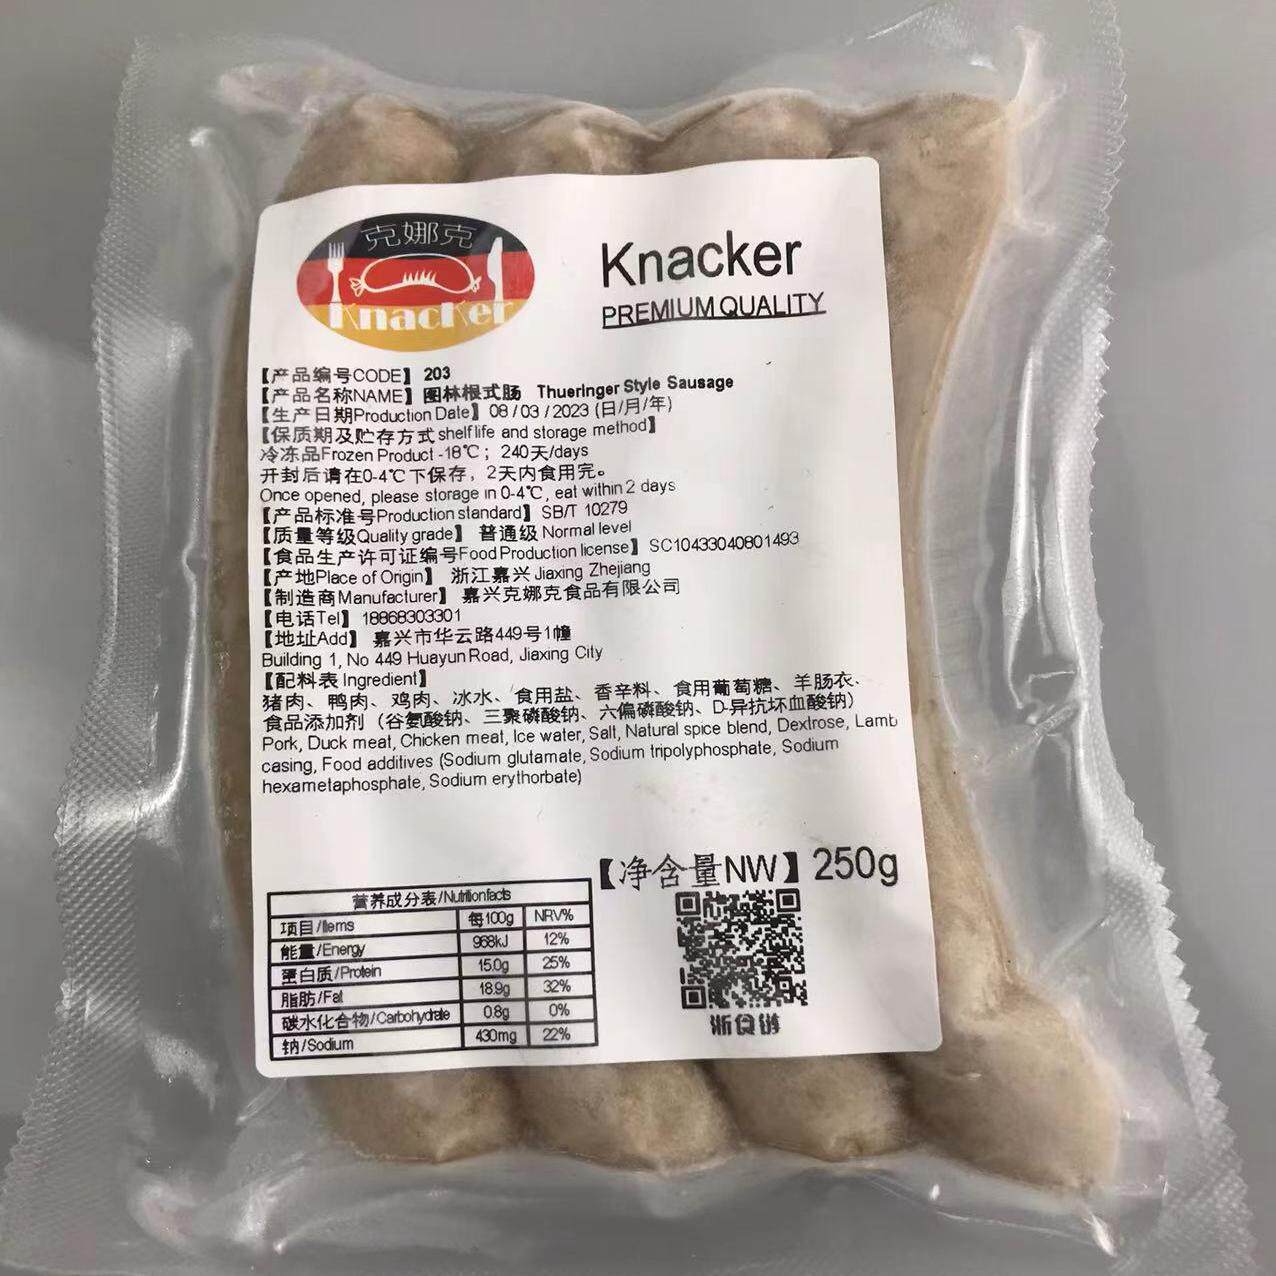 克娜克
Knacker
Knacker
PREMIUM QUALITY
【产品编号CODE】 203
【产品名称NAME】图林根式肠 Thueringer Style Sausage
【生产日期Production Date】08/03/2023 (日/月/年)
【保质期及贮存方式shelf life and storage method】
冷冻品Frozen Product -18℃；240天/days
开封后请在0-4℃下保存，2天内食用完。
Once opened, please storage in 0-4℃, eat within 2 days
【产品标准号Production standard】SB/T 10279
【质量等级Quality grade】 普通级 Normal level
【食品生产许可证编号Food Production license】 SC10433040801493
【产地Place of Origin】 浙江嘉兴 Jiaxing Zhejiang
【制造商Manufacturer】 嘉兴克娜克食品有限公司
【电话Tel】18868303301
【地址Add】 嘉兴市华云路449号1幢
Building 1, No 449 Huayun Road, Jiaxing City
【配料表 Ingredient】
猪肉、鸭肉、鸡肉、冰水、食用盐、香辛料、食用葡萄糖、羊肠衣、
食品添加剂（谷氨酸钠、三聚磷酸钠、六偏磷酸钠、D-异抗坏血酸钠）
Pork, Duck meat, Chicken meat, Ice water, Salt, Natural spice blend, Dextrose, Lamb
casing, Food additives (Sodium glutamate, Sodium tripolyphosphate, Sodium
hexametaphosphate, Sodium erythorbate)
【净含量NW】250g
营养成分表/Nutrition facts
项目/Items 每100g NRV%
能量/Energy 968kJ 12%
蛋白质/Protein 15.0g 25%
脂肪/Fat 18.9g 32%
碳水化合物/Carbohydrate 0.8g 0%
钠/Sodium 430mg 22%
浙食链